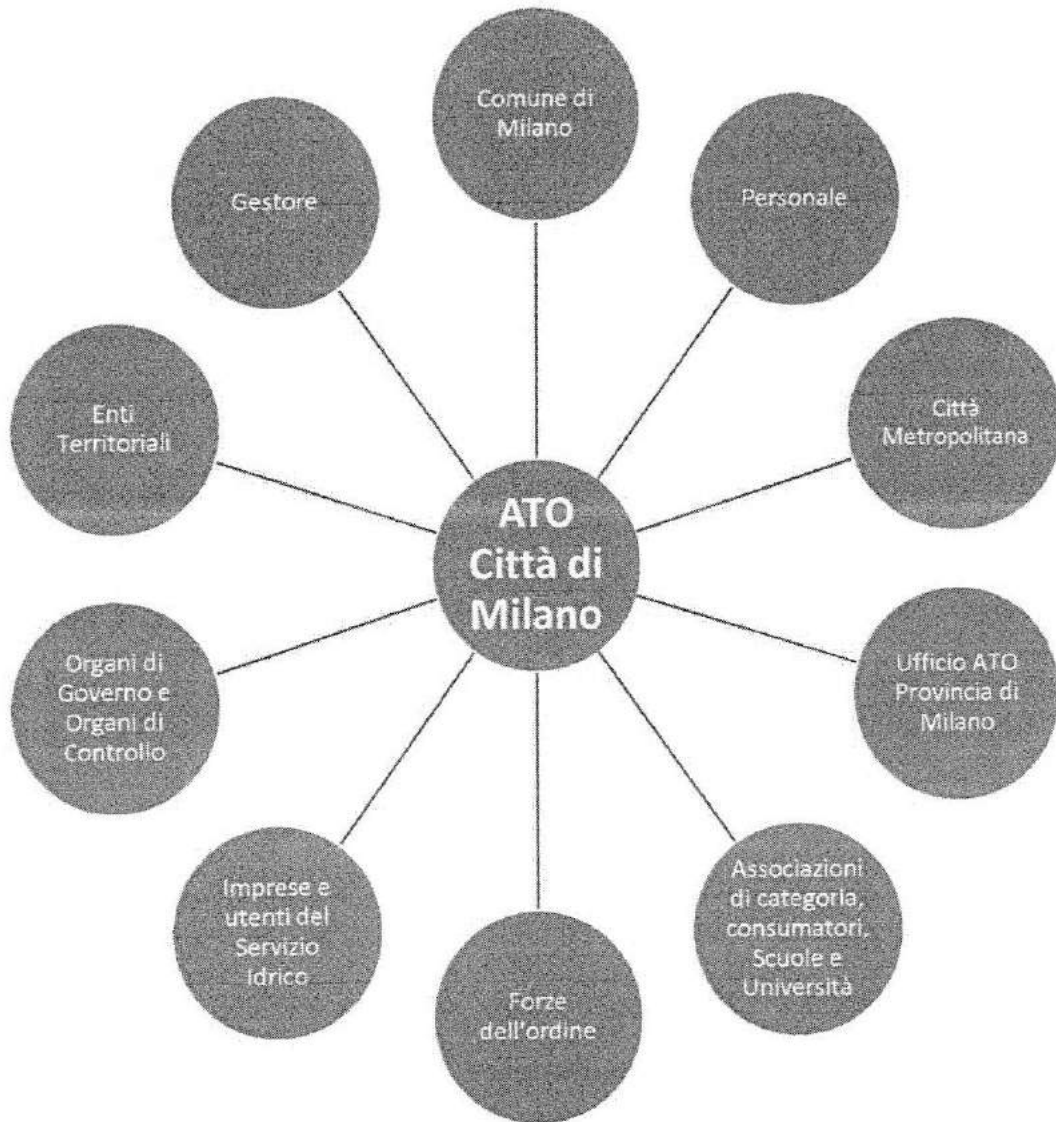 Comune di
Milano
Personale
Città
Metropolitana
Ufficio ATO
Provincia di
Milano
Associazioni
di categoria,
consumatori,
Scuole e
Università
Forze
dell'ordine
Imprese e
utenti del
Servizio
Idrico
Organi di
Governo e
Organi di
Controllo
Enti
Territoriali
Gestore
ATO
Città di
Milano